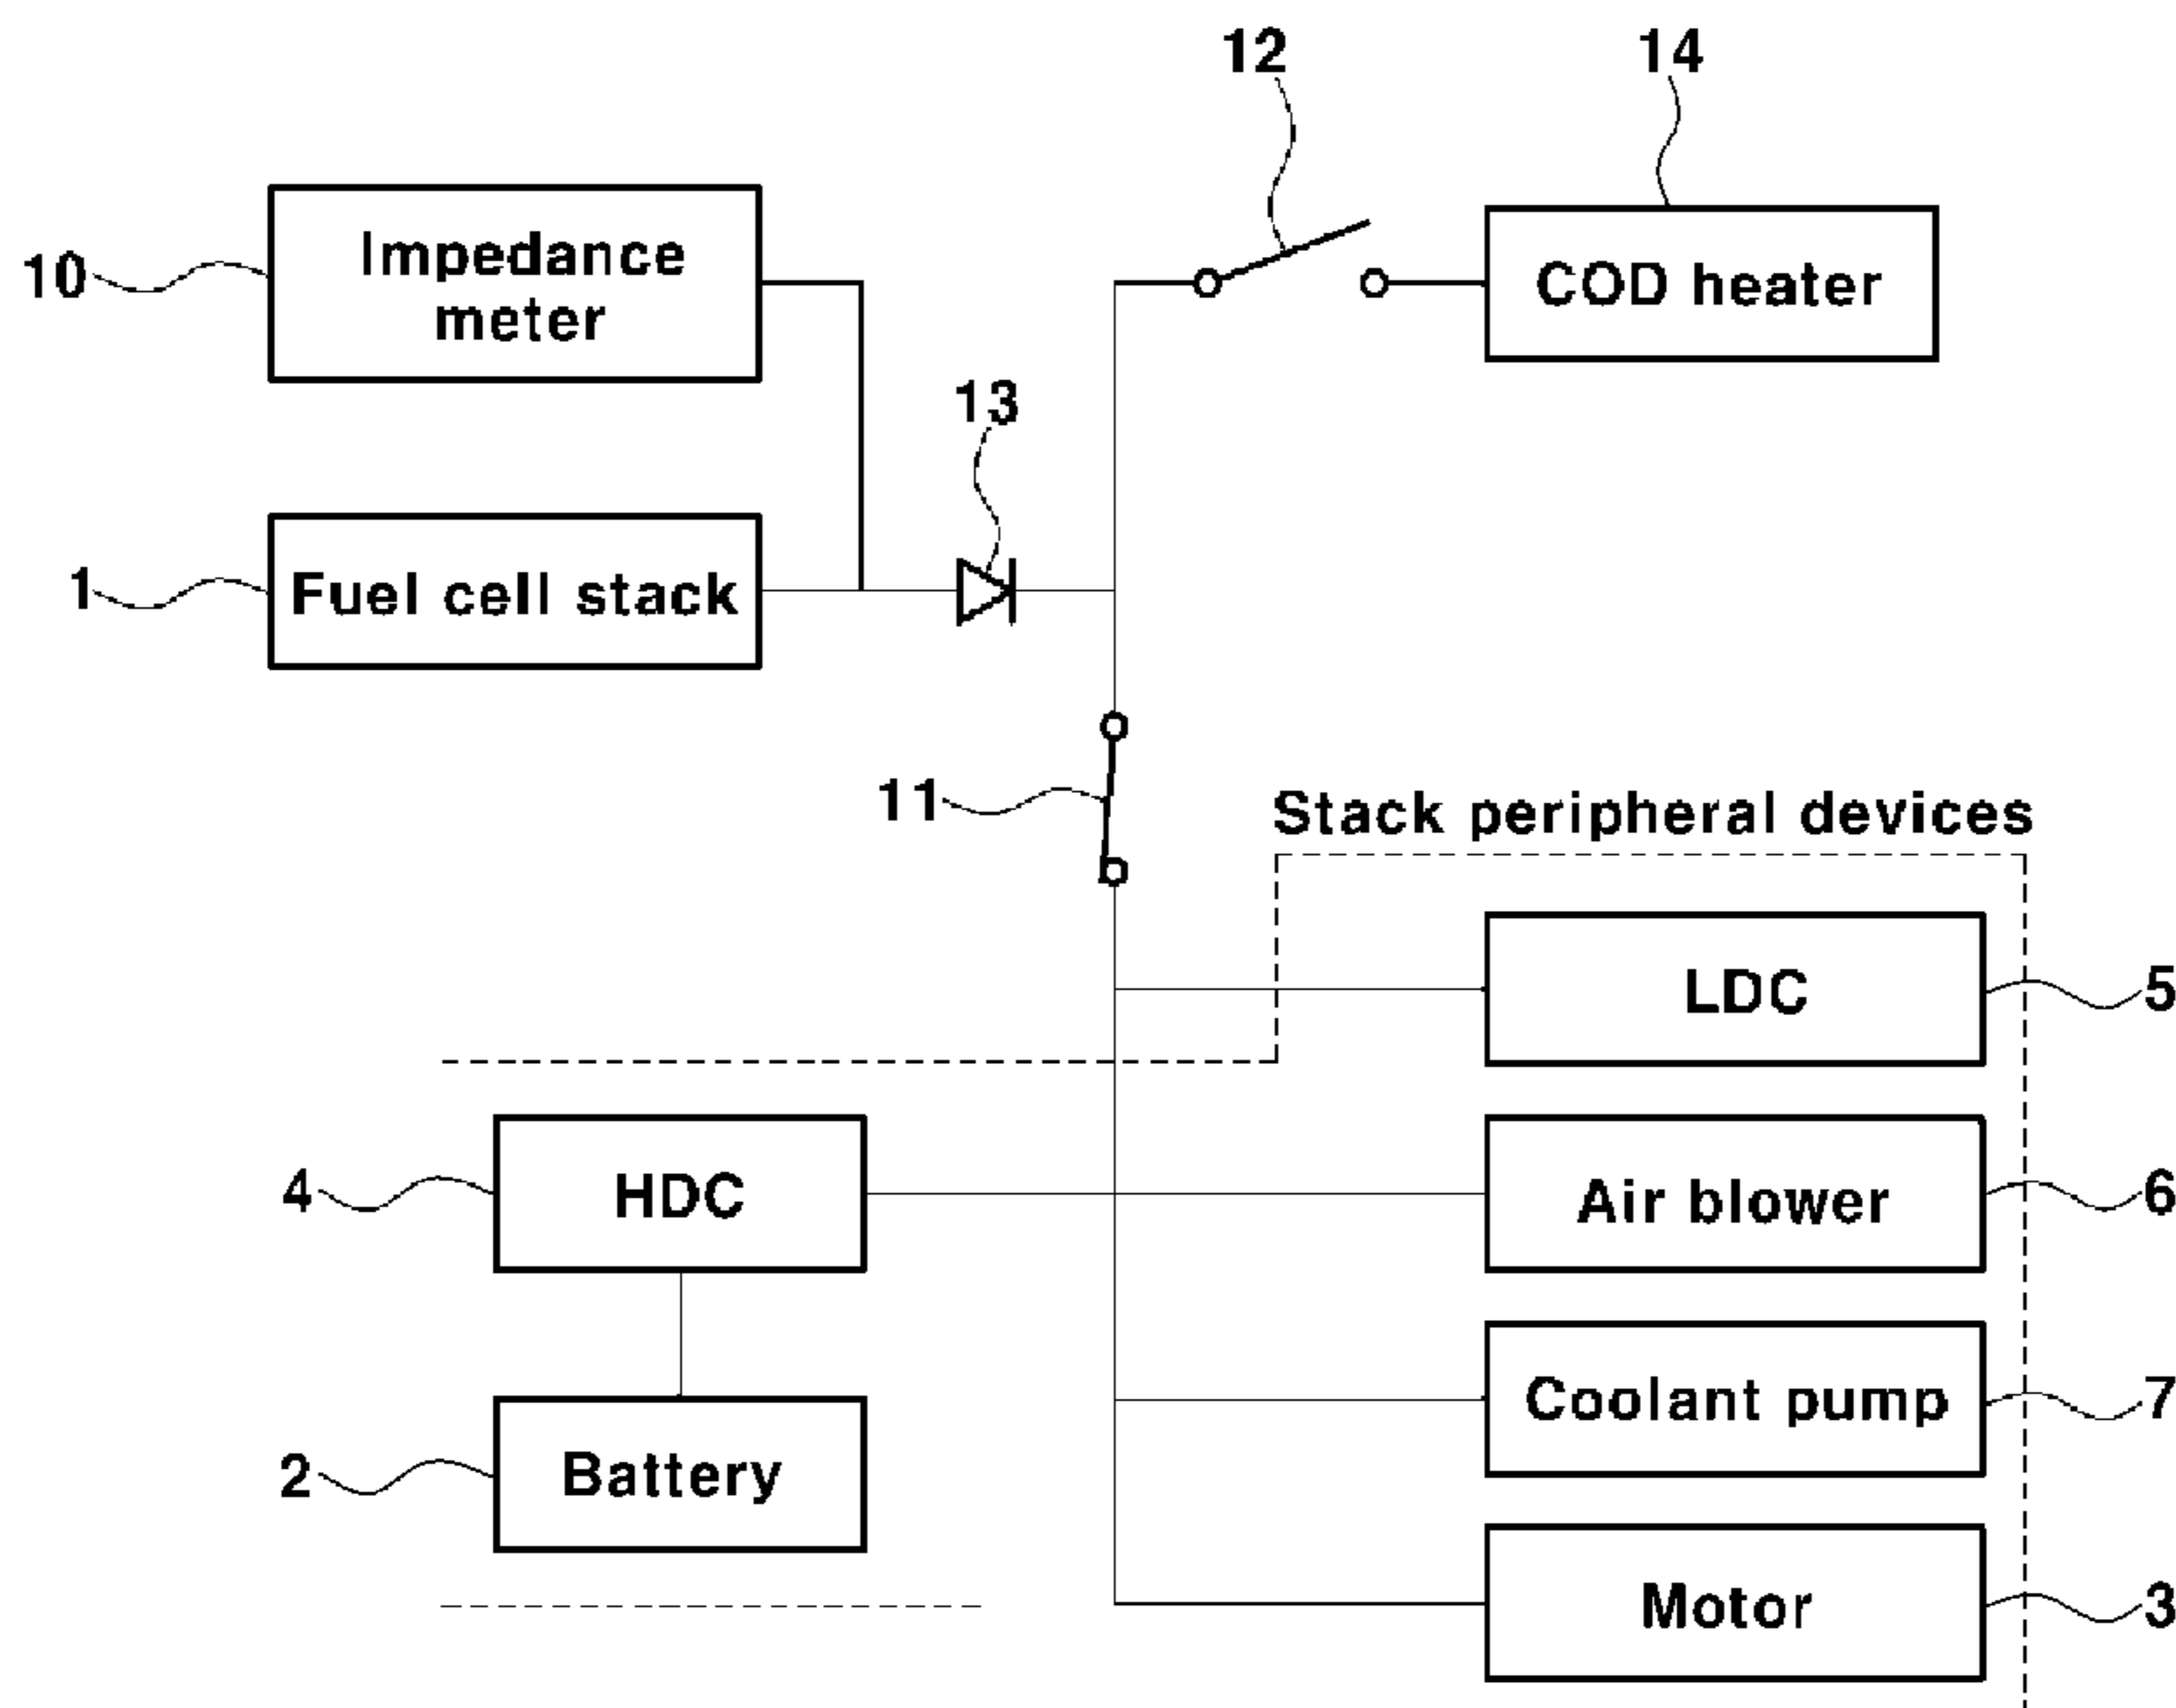 12
14
10
Impedance
meter
COD heater
13
1
Fuel cell stack
11
Stack peripheral devices
LDC
5
4
HDC
Air blower
6
Coolant pump
7
2
Battery
Motor
3